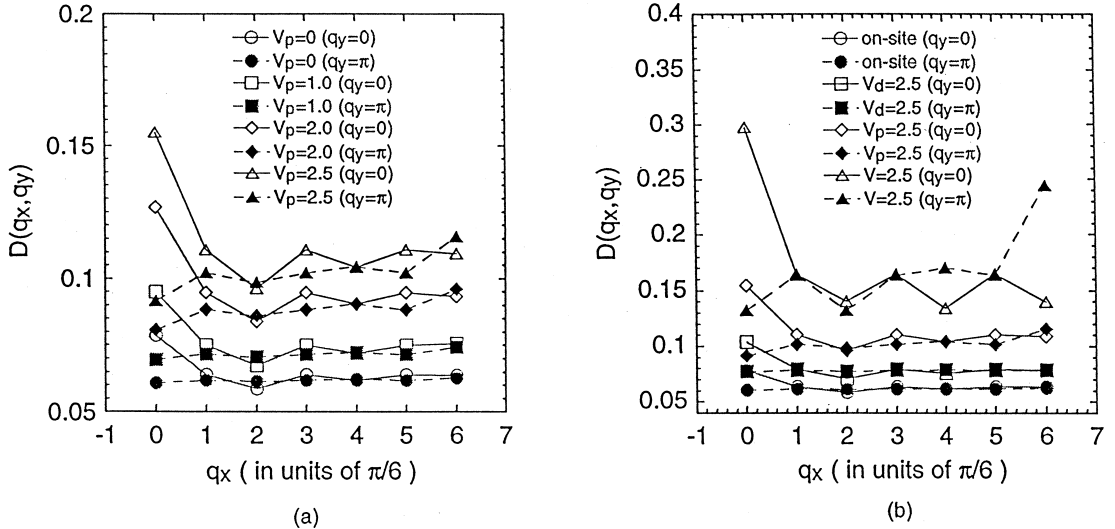 0.2
0.15
0.1
0.05
D(qx,qy)
Vp=0 (qy=0)
Vp=0 (qy=π)
Vp=1.0 (qy=0)
Vp=1.0 (qy=π)
Vp=2.0 (qy=0)
Vp=2.0 (qy=π)
Vp=2.5 (qy=0)
Vp=2.5 (qy=π)
-1 0 1 2 3 4 5 6 7
qx ( in units of π/6)
(a)
0.4
0.35
0.3
0.25
0.2
0.15
0.1
0.05
D(qx,qy)
on-site (qy=0)
on-site (qy=π)
Vd=2.5 (qy=0)
Vd=2.5 (qy=π)
Vp=2.5 (qy=0)
Vp=2.5 (qy=π)
V=2.5 (qy=0)
V=2.5 (qy=π)
-1 0 1 2 3 4 5 6 7
qx ( in units of π/6)
(b)